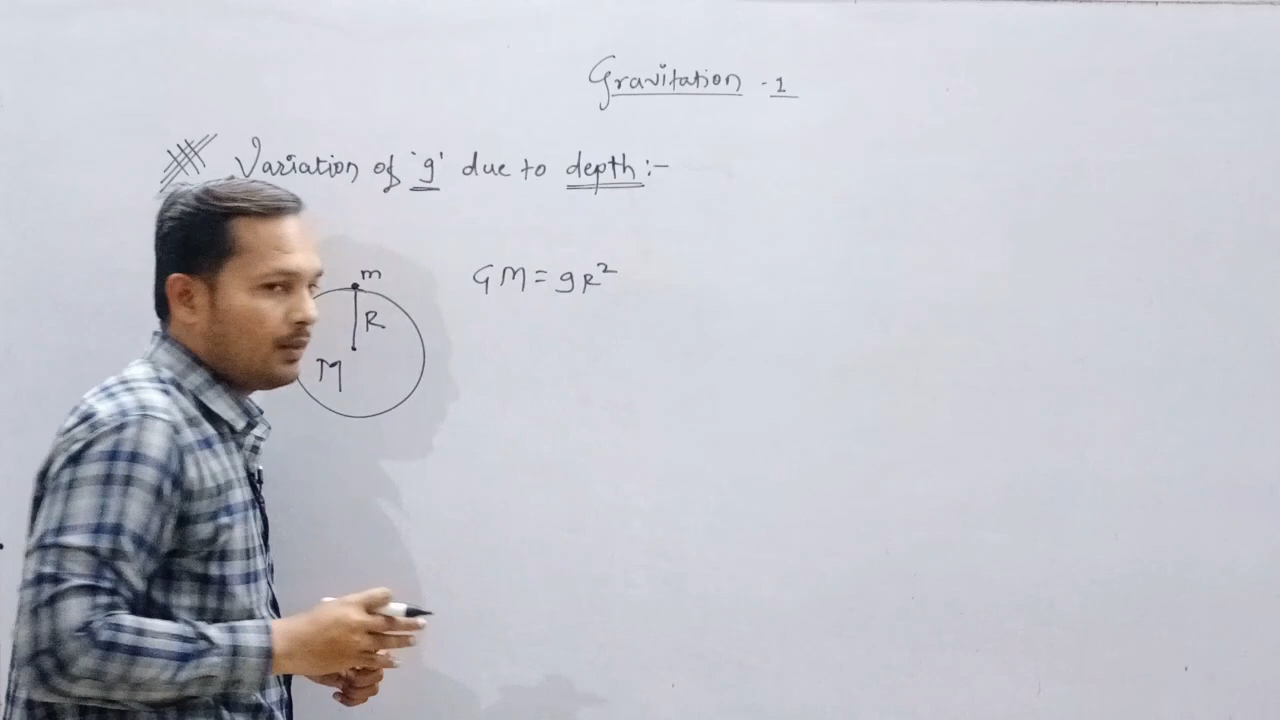 Gravitation - 1
Variation of 'g' due to depth :-
m
GM = gR²
R
M